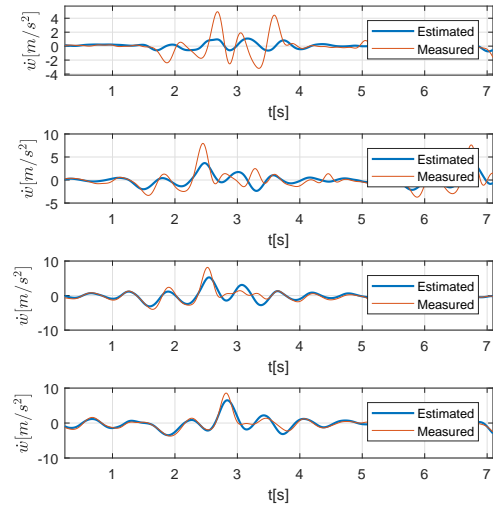 4
2
0
-2
-4
ẇ[m/s²]
Estimated
Measured
1 2 3 4 5 6 7
t[s]
10
5
0
-5
ẇ[m/s²]
Estimated
Measured
1 2 3 4 5 6 7
t[s]
10
0
-10
ẇ[m/s²]
Estimated
Measured
1 2 3 4 5 6 7
t[s]
10
0
-10
ẇ[m/s²]
Estimated
Measured
1 2 3 4 5 6 7
t[s]